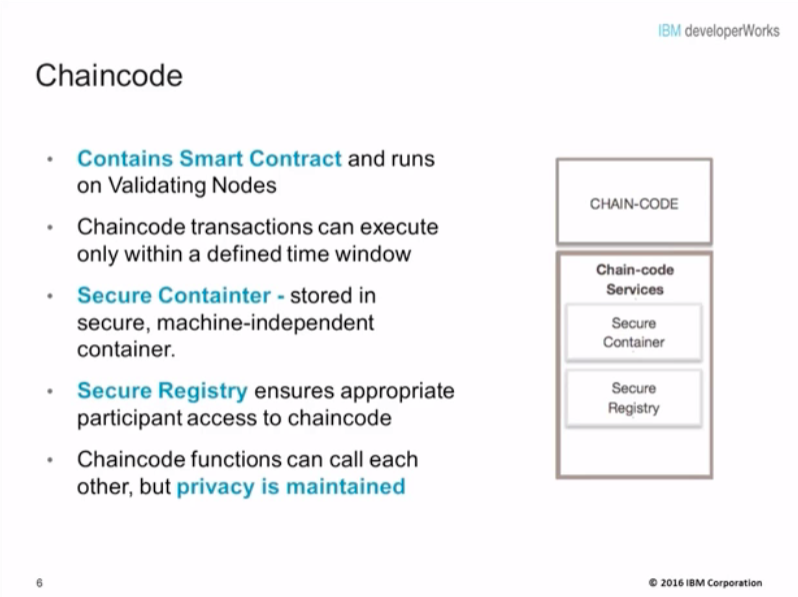 IBM developerWorks
Chaincode
• Contains Smart Contract and runs
on Validating Nodes
• Chaincode transactions can execute
only within a defined time window
• Secure Containter - stored in
secure, machine-independent
container.
• Secure Registry ensures appropriate
participant access to chaincode
• Chaincode functions can call each
other, but privacy is maintained
CHAIN-CODE
Chain-code
Services
Secure
Container
Secure
Registry
6
© 2016 IBM Corporation